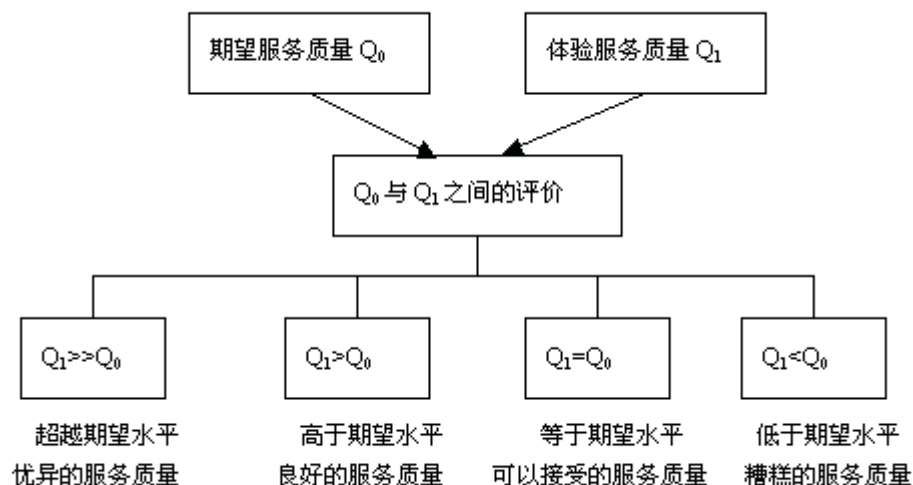 期望服务质量 Q₀
体验服务质量 Q₁
Q₀ 与 Q₁ 之间的评价
Q₁>>Q₀
Q₁>Q₀
Q₁=Q₀
Q₁<Q₀
超越期望水平
高于期望水平
等于期望水平
低于期望水平
优异的服务质量
良好的服务质量
可以接受的服务质量
糟糕的服务质量